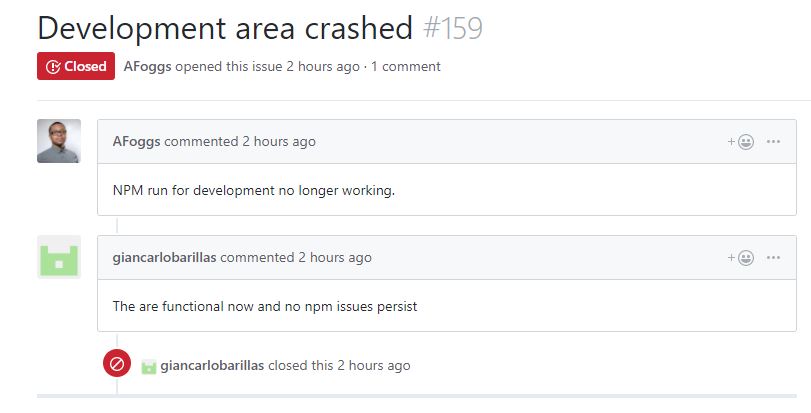 Development area crashed #159
Closed AFoggs opened this issue 2 hours ago · 1 comment
AFoggs commented 2 hours ago
NPM run for development no longer working.
giancarlobarillas commented 2 hours ago
The are functional now and no npm issues persist
giancarlobarillas closed this 2 hours ago